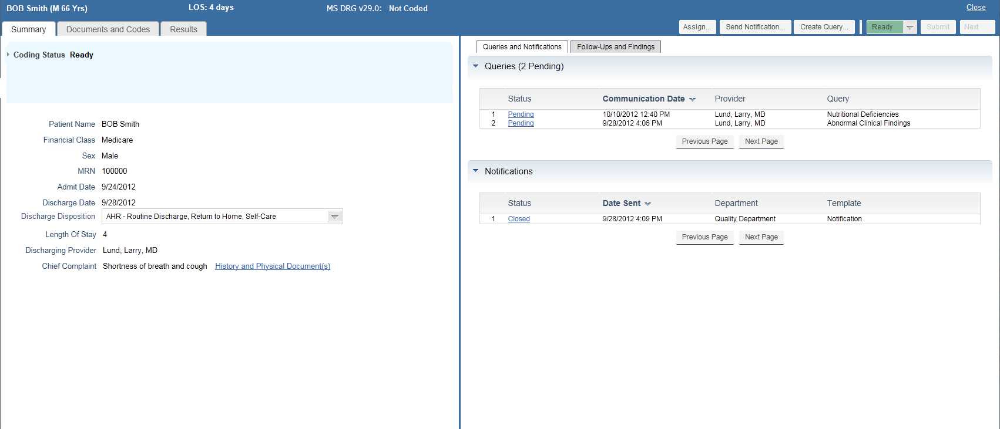 BOB Smith (M 66 Yrs) LOS: 4 days MS DRG v29.0: Not Coded Close
Summary Documents and Codes Results Assign... Send Notification... Create Query... Ready Submit Next
Coding Status Ready
Patient Name BOB Smith
Financial Class Medicare
Sex Male
MRN 100000
Admit Date 9/24/2012
Discharge Date 9/28/2012
Discharge Disposition AHR - Routine Discharge, Return to Home, Self-Care
Length Of Stay 4
Discharging Provider Lund, Larry, MD
Chief Complaint Shortness of breath and cough History and Physical Document(s)
Queries and Notifications Follow-Ups and Findings
Queries (2 Pending)
Status Communication Date Provider Query
1 Pending 10/10/2012 12:40 PM Lund, Larry, MD Nutritional Deficiencies
2 Pending 9/28/2012 4:06 PM Lund, Larry, MD Abnormal Clinical Findings
Previous Page Next Page
Notifications
Status Date Sent Department Template
1 Closed 9/28/2012 4:09 PM Quality Department Notification
Previous Page Next Page